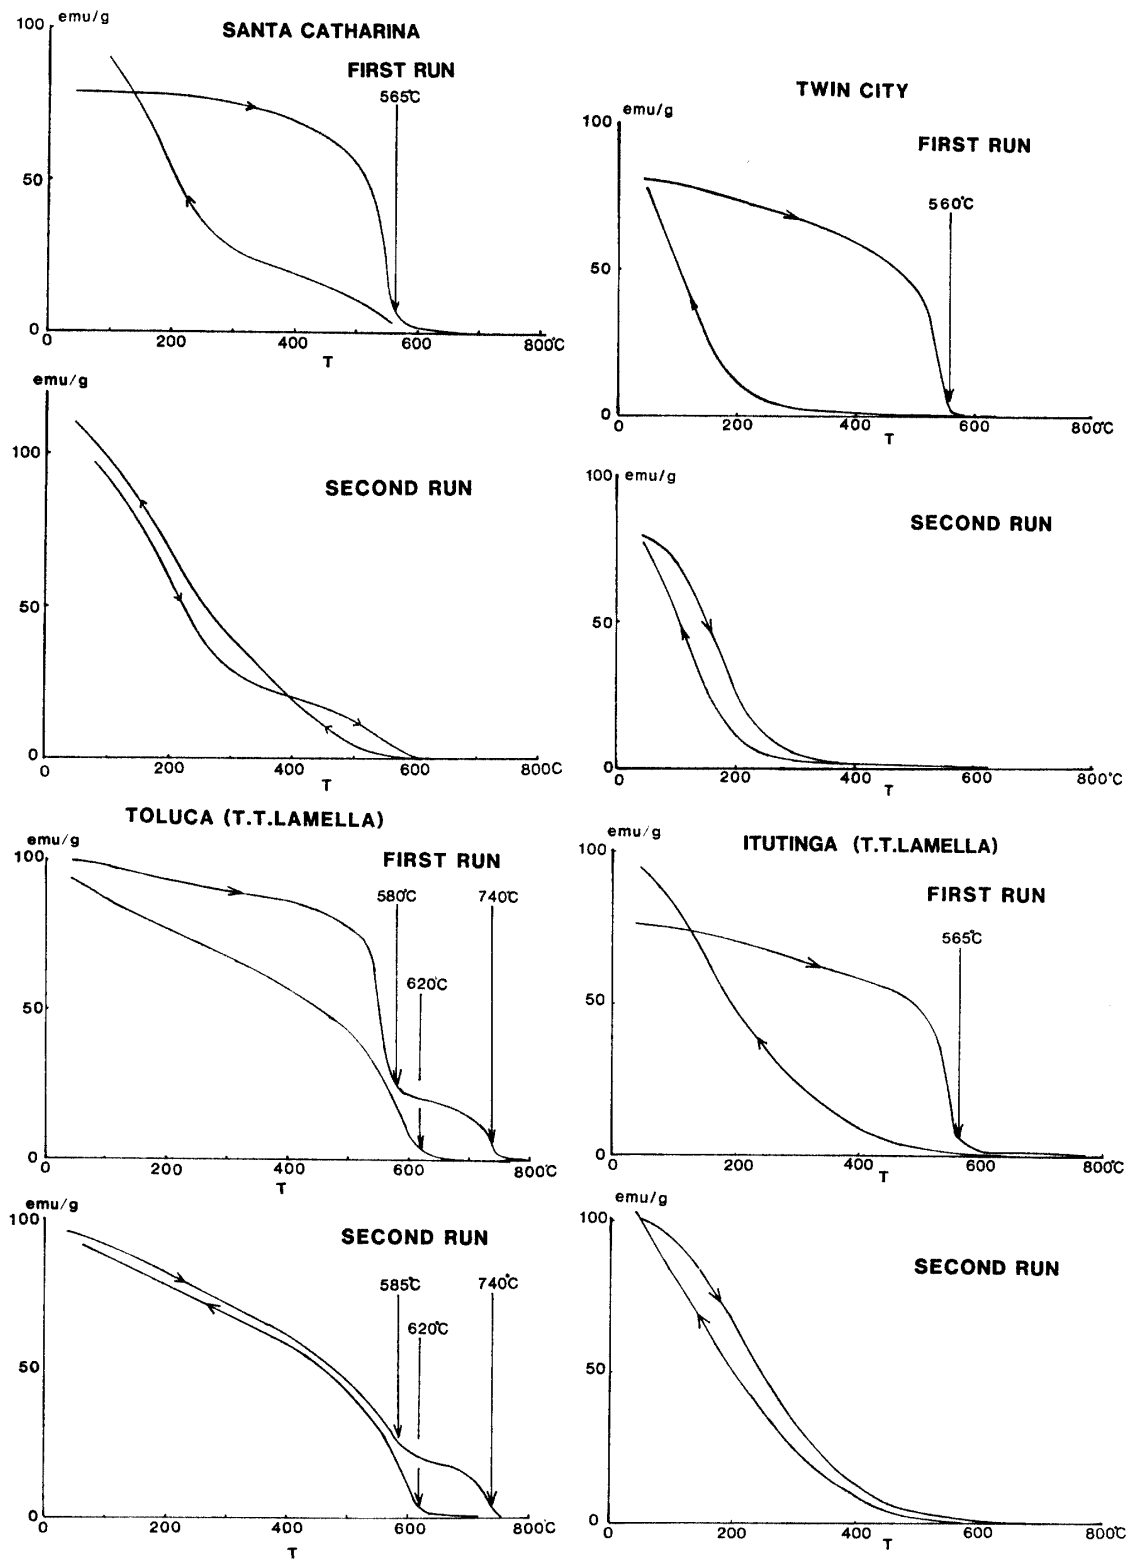 SANTA CATHARINA
FIRST RUN
565°C
100 emu/g
50
0
0 200 400 600 800°C
T
emu/g
100
50
0
SECOND RUN
0 200 400 600 800C
T
TWIN CITY
emu/g
100
FIRST RUN
560°C
50
0
0 200 400 600 800°C
T
100 emu/g
SECOND RUN
50
0
0 200 400 600 800°C
T
TOLUCA (T.T.LAMELLA)
emu/g
100
FIRST RUN
580°C 740°C
620°C
50
0
0 200 400 600 800°C
T
emu/g
100
SECOND RUN
585°C 740°C
620°C
50
0
0 200 400 600 800°C
T
emu/g
100
ITUTINGA (T.T.LAMELLA)
FIRST RUN
565°C
50
0
0 200 400 600 800°C
T
emu/g
100
SECOND RUN
50
0
0 200 400 600 800°C
T